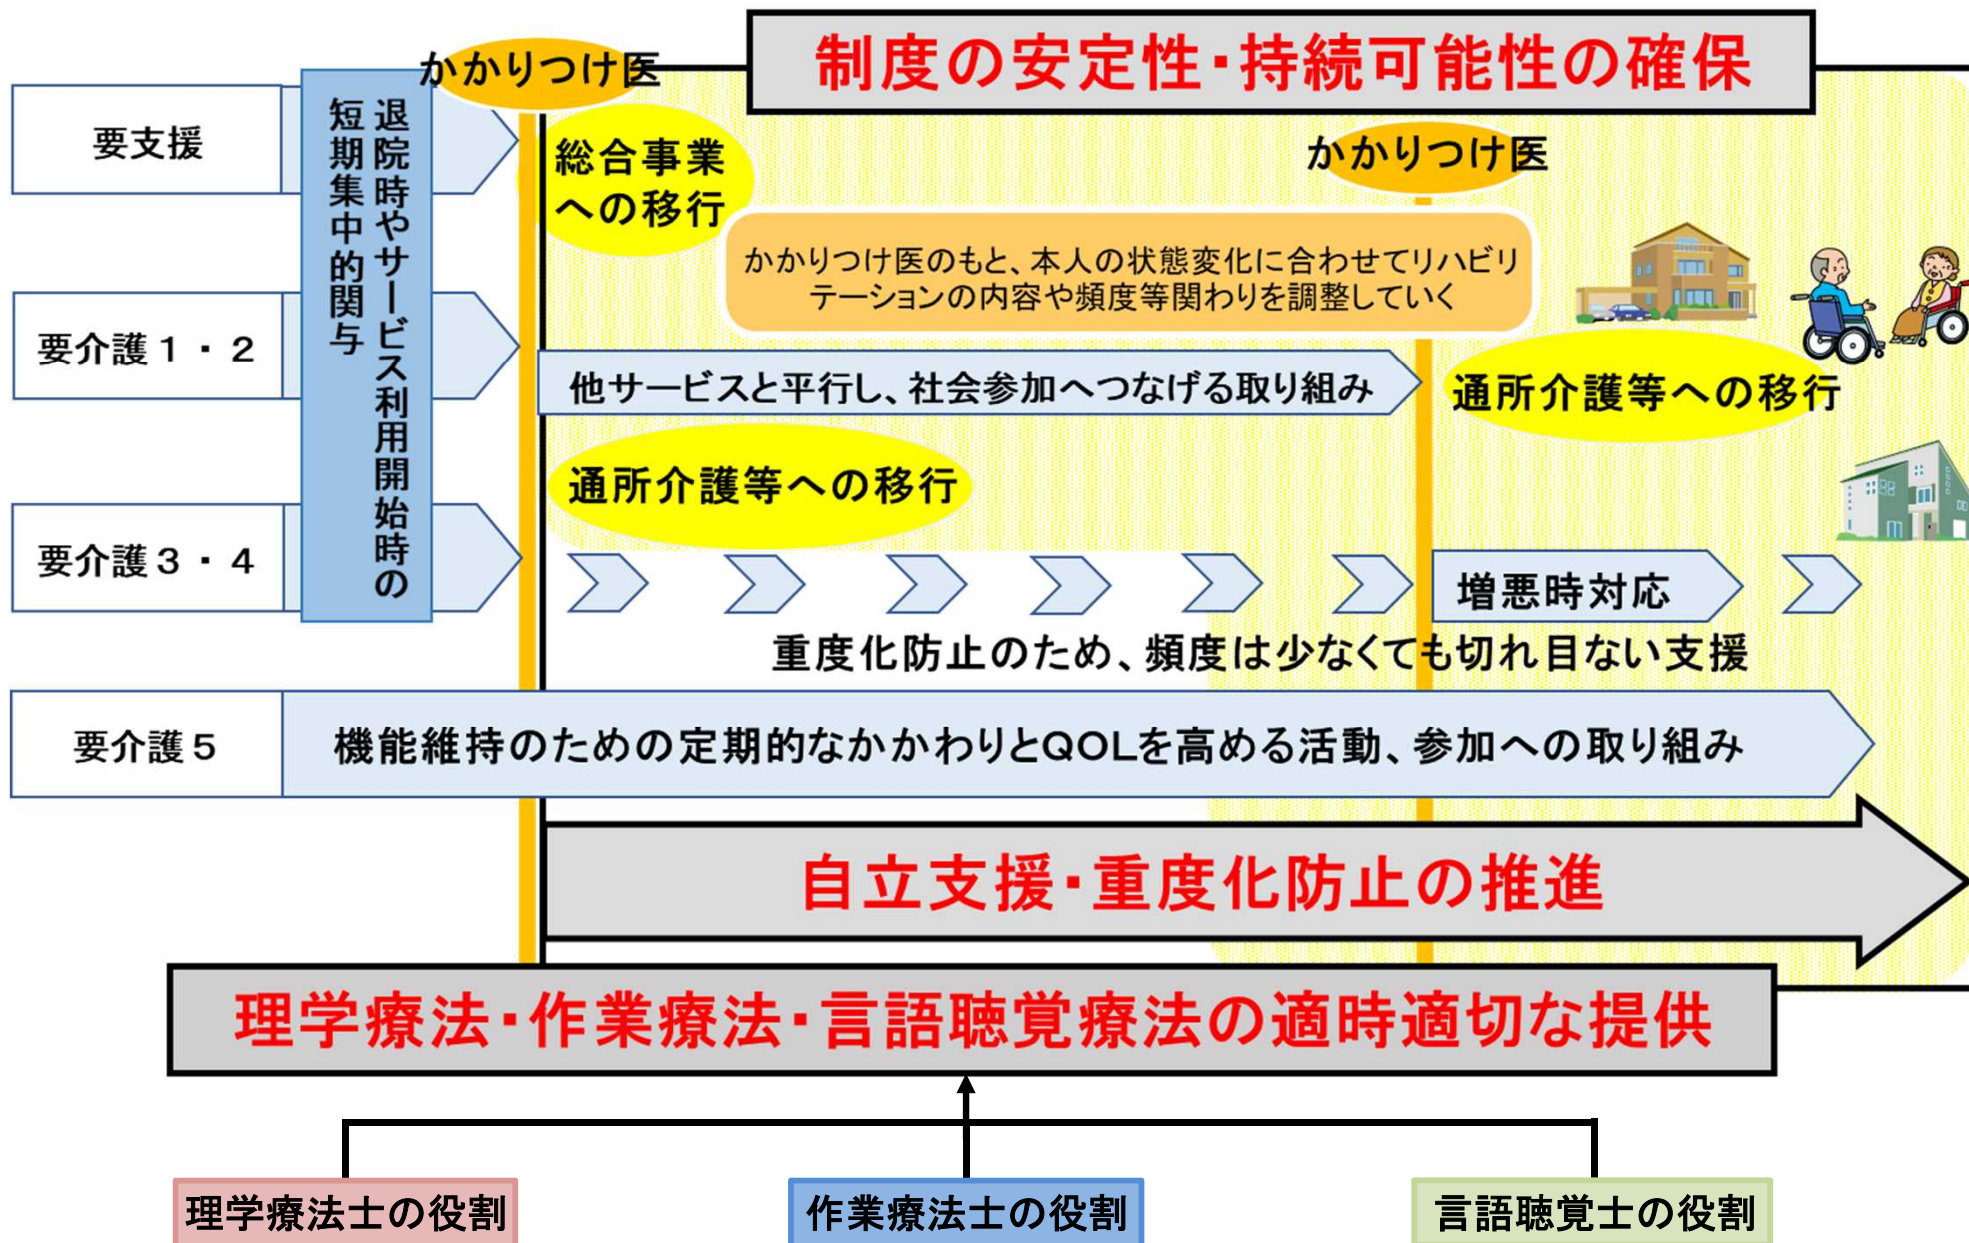 制度の安定性・持続可能性の確保
かかりつけ医
要支援
退院時やサービス利用開始時の
短期集中的関与
総合事業
への移行
かかりつけ医
かかりつけ医のもと、本人の状態変化に合わせてリハビリ
テーションの内容や頻度等関わりを調整していく
要介護１・２
他サービスと平行し、社会参加へつなげる取り組み
通所介護等への移行
通所介護等への移行
要介護３・４
増悪時対応
重度化防止のため、頻度は少なくても切れ目ない支援
要介護５
機能維持のための定期的なかかわりとQOLを高める活動、参加への取り組み
自立支援・重度化防止の推進
理学療法・作業療法・言語聴覚療法の適時適切な提供
理学療法士の役割
作業療法士の役割
言語聴覚士の役割